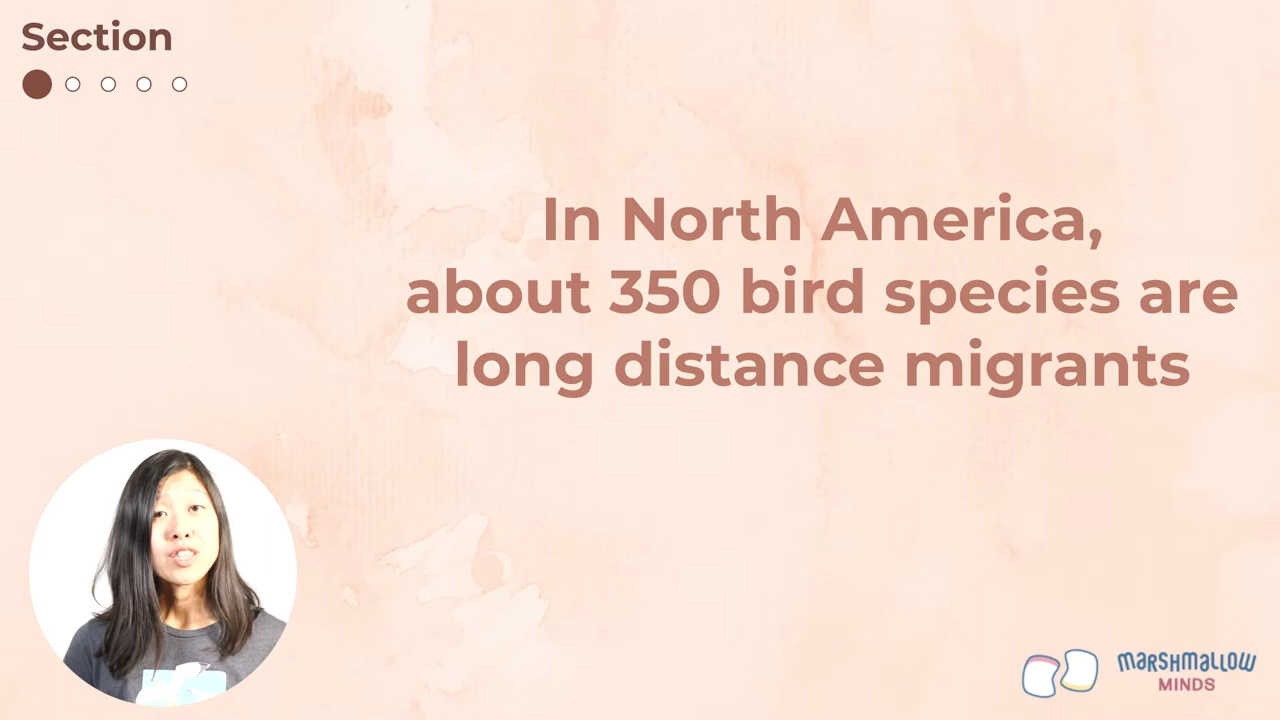 Section
In North America,
about 350 bird species are
long distance migrants
MARSHMALLOW
MINDS